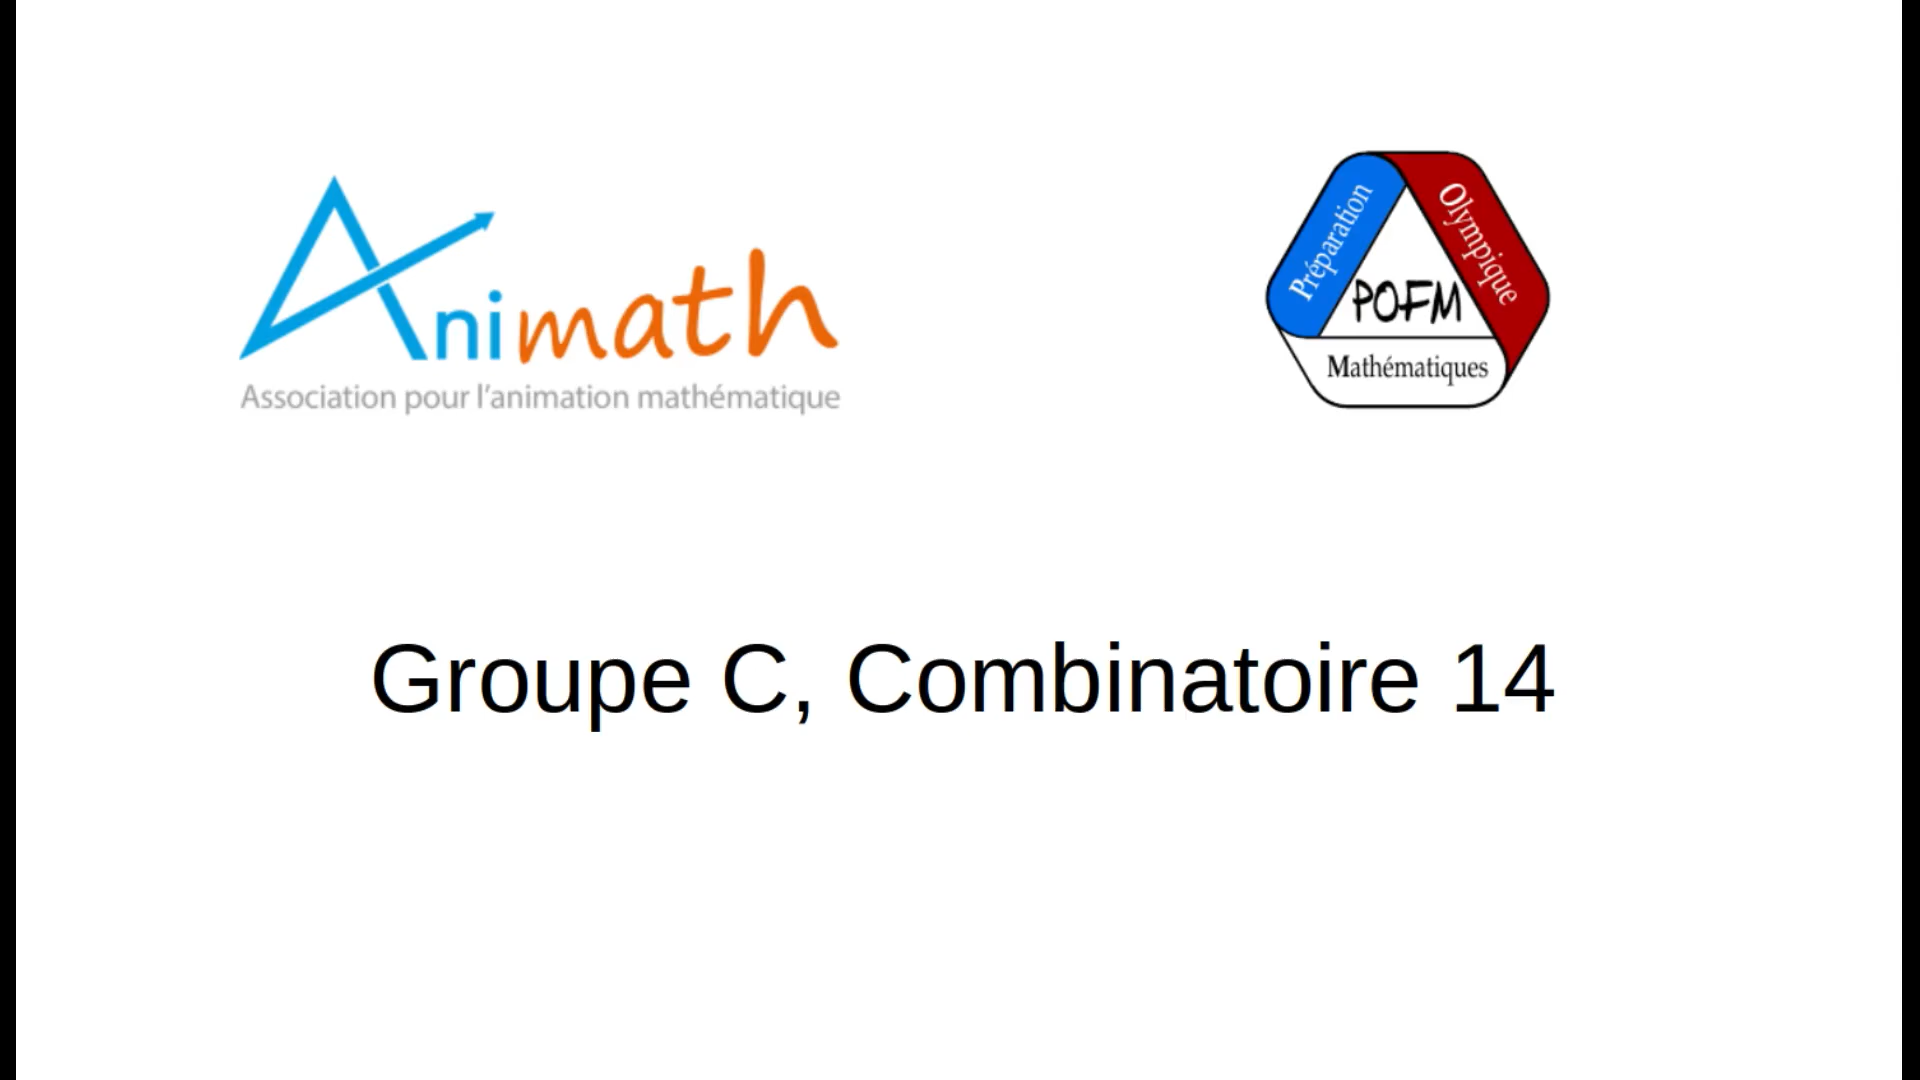 Animath
Association pour l'animation mathématique
Préparation
Olympique
POFM
Mathématiques
Groupe C, Combinatoire 14